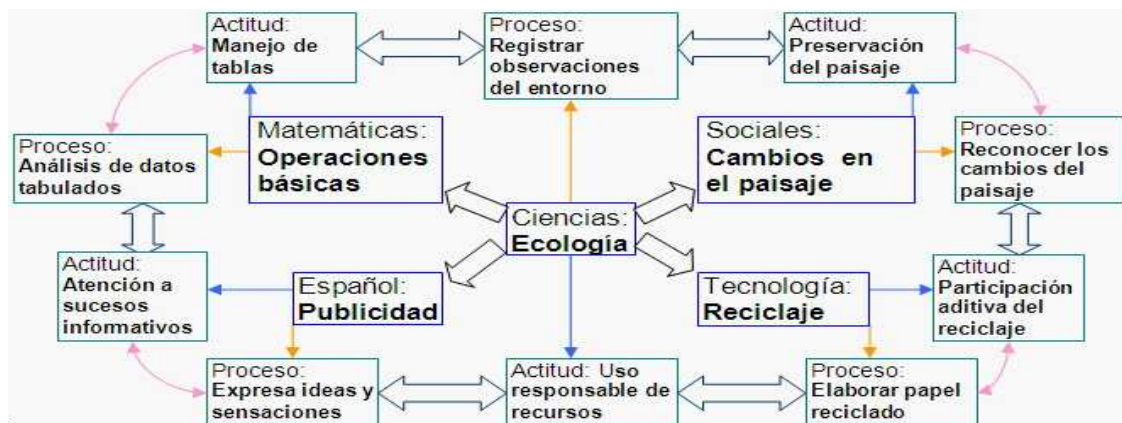 Actitud:
Manejo de
tablas
Proceso:
Registrar
observaciones
del entorno
Actitud:
Preservación
del paisaje
Matemáticas:
Operaciones
básicas
Sociales:
Cambios en
el paisaje
Proceso:
Análisis de datos
tabulados
Proceso:
Reconocer los
cambios del
paisaje
Ciencias:
Ecología
Actitud:
Atención a
sucesos
informativos
Español:
Publicidad
Tecnología:
Reciclaje
Actitud:
Participación
aditiva del
reciclaje
Proceso:
Expresa ideas y
sensaciones
Actitud: Uso
responsable de
recursos
Proceso:
Elaborar papel
reciclado